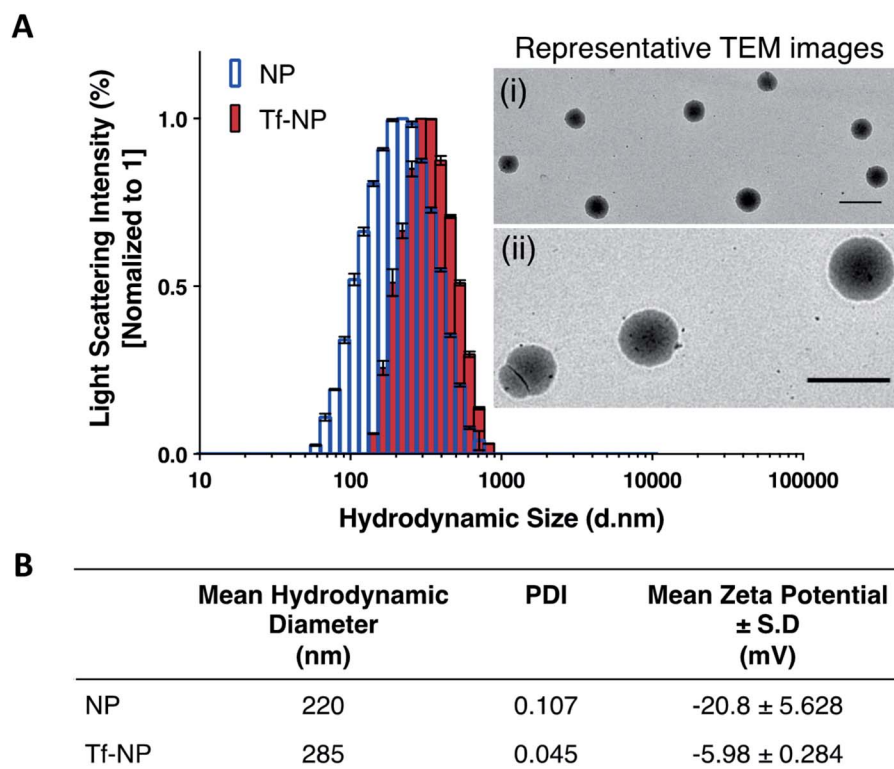 A
Representative TEM images
NP
Tf-NP
(i)
(ii)
Light Scattering Intensity (%)
[Nomalized to 1]
1.0
0.5
0.0
10 100 1000 10000 100000
Hydrodynamic Size (d.nm)
B
Mean Hydrodynamic Diameter (nm) PDI Mean Zeta Potential ± S.D (mV)
NP 220 0.107 -20.8 ± 5.628
Tf-NP 285 0.045 -5.98 ± 0.284